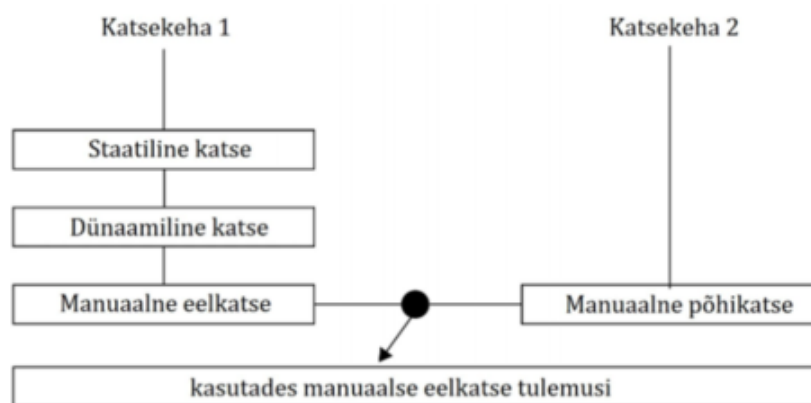 Katsekeha 1
Katsekeha 2
Staatiline katse
Dünaamiline katse
Manuaalne eelkatse
Manuaalne põhikatse
kasutades manuaalse eelkatse tulemusi